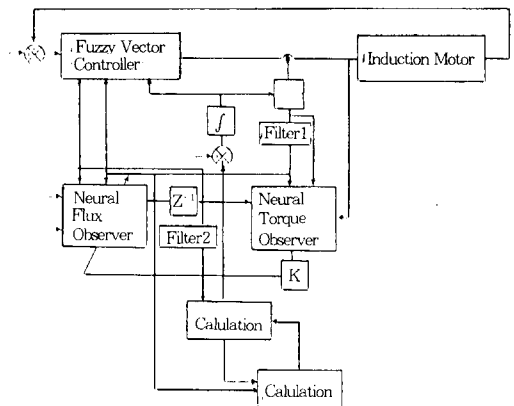 Fuzzy Vector
Controller
Induction Motor
∫
Filter1
Neural
Flux
Observer
Z⁻¹
Neural
Torque
Observer
Filter2
K
Calulation
Calulation